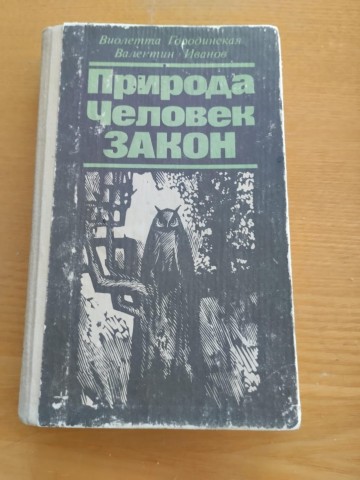 Виолетта Городинская
Валентин Иванов
Природа
Человек
ЗАКОН